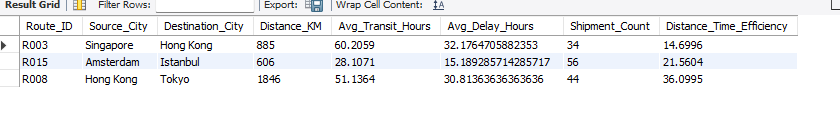 Result Grid Filter Rows: Export: Wrap Cell Content: IA
Route_ID Source_City Destination_City Distance_KM Avg_Transit_Hours Avg_Delay_Hours Shipment_Count Distance_Time_Efficiency
R003 Singapore Hong Kong 885 60.2059 32.1764705882353 34 14.6996
R015 Amsterdam Istanbul 606 28.1071 15.189285714285717 56 21.5604
R008 Hong Kong Tokyo 1846 51.1364 30.81363636363636 44 36.0995